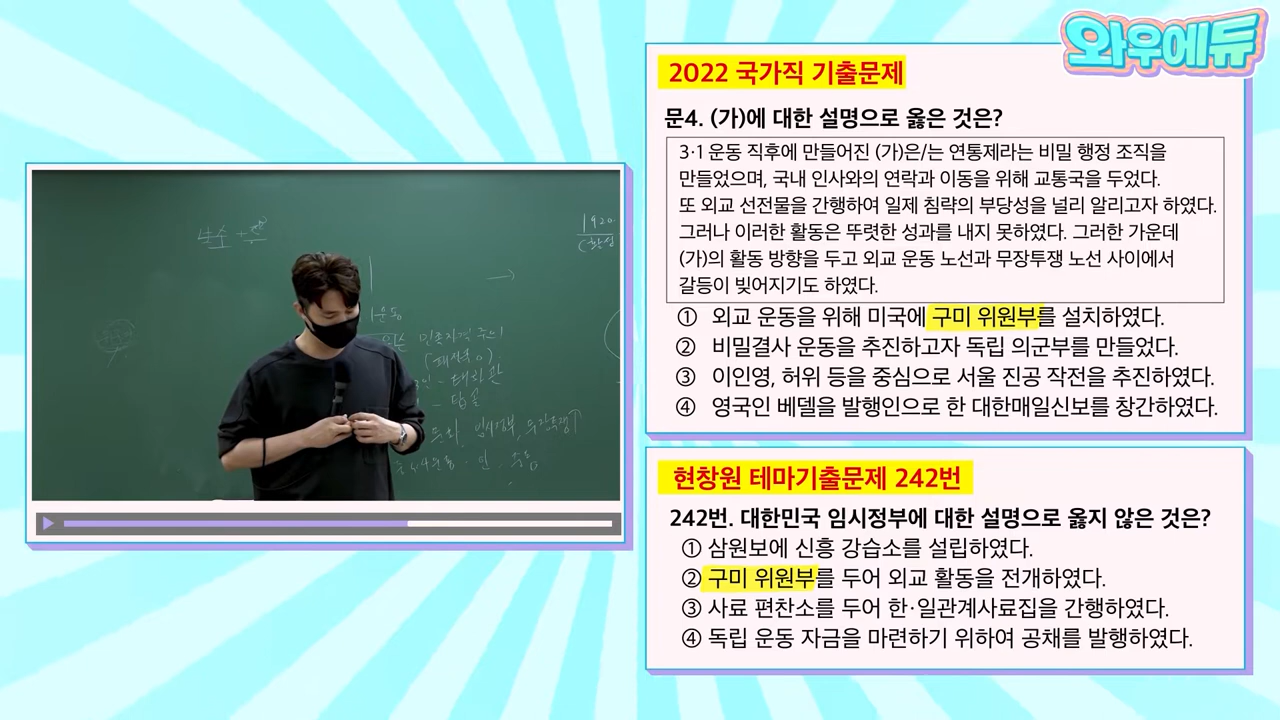 와우에듀
2022 국가직 기출문제
문4. (가)에 대한 설명으로 옳은 것은?
3·1 운동 직후에 만들어진 (가)은/는 연통제라는 비밀 행정 조직을
만들었으며, 국내 인사와의 연락과 이동을 위해 교통국을 두었다.
또 외교 선전물을 간행하여 일제 침략의 부당성을 널리 알리고자 하였다.
그러나 이러한 활동은 뚜렷한 성과를 내지 못하였다. 그러한 가운데
(가)의 활동 방향을 두고 외교 운동 노선과 무장투쟁 노선 사이에서
갈등이 빚어지기도 하였다.
① 외교 운동을 위해 미국에 구미 위원부를 설치하였다.
② 비밀결사 운동을 추진하고자 독립 의군부를 만들었다.
③ 이인영, 허위 등을 중심으로 서울 진공 작전을 추진하였다.
④ 영국인 베델을 발행인으로 한 대한매일신보를 창간하였다.
현창원 테마기출문제 242번
242번. 대한민국 임시정부에 대한 설명으로 옳지 않은 것은?
① 삼원보에 신흥 강습소를 설립하였다.
② 구미 위원부를 두어 외교 활동을 전개하였다.
③ 사료 편찬소를 두어 한·일관계사료집을 간행하였다.
④ 독립 운동 자금을 마련하기 위하여 공채를 발행하였다.
1920.
운동
민족자결주의
임시정부, 무장투쟁↑